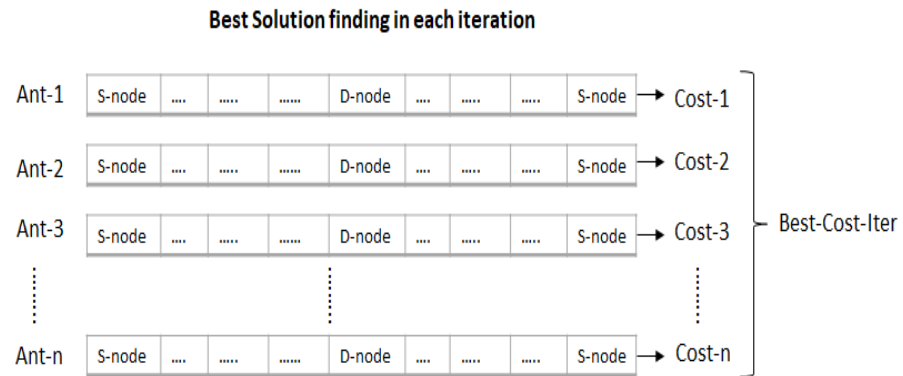 Best Solution finding in each iteration
Ant-1 S-node .... ..... ...... D-node .... ..... ..... S-node Cost-1
Ant-2 S-node .... ..... ...... D-node .... ..... ..... S-node Cost-2
Ant-3 S-node .... ..... ...... D-node .... ..... ..... S-node Cost-3
Best-Cost-Iter
Ant-n S-node .... ..... ...... D-node .... ..... ..... S-node Cost-n